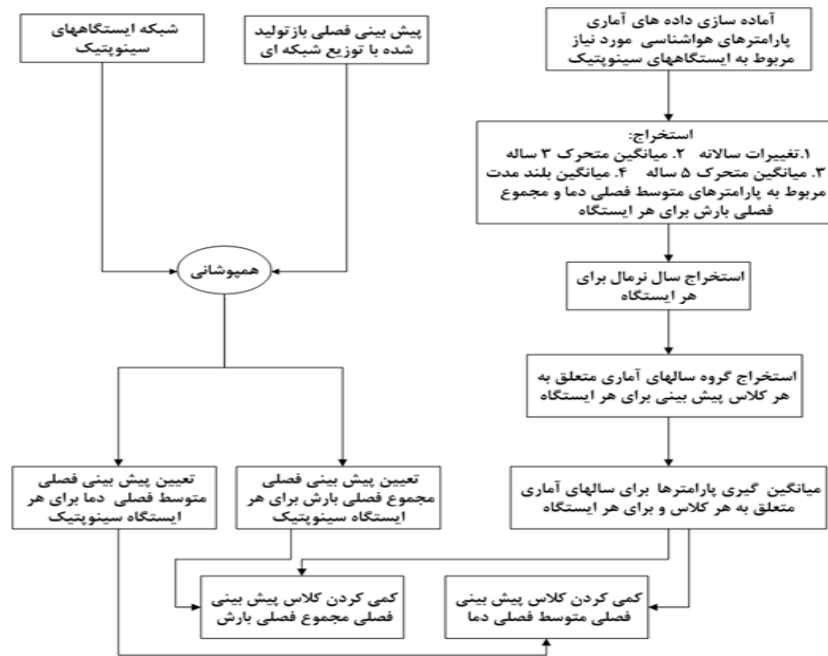 آماده سازی داده های آماری
پارامترهای هواشناسی مورد نیاز
مربوط به ایستگاههای سینوپتیک
پیش بینی فصلی بازتولید
شده با توزیع شبکه ای
شبکه ایستگاههای
سینوپتیک
استخراج:
۱.تغییرات سالانه ۲. میانگین متحرک ۳ ساله
۳. میانگین متحرک ۵ ساله ۴. میانگین بلند مدت
مربوط به پارامترهای متوسط فصلی دما و مجموع
فصلی بارش برای هر ایستگاه
همپوشانی
استخراج سال نرمال برای
هر ایستگاه
استخراج گروه سالهای آماری متعلق به
هر کلاس پیش بینی برای هر ایستگاه
میانگین گیری پارامترها برای سالهای آماری
متعلق به هر کلاس و برای هر ایستگاه
تعیین پیش بینی فصلی
مجموع فصلی بارش برای هر
ایستگاه سینوپتیک
تعیین پیش بینی فصلی
متوسط فصلی دما برای هر
ایستگاه سینوپتیک
کمی کردن کلاس پیش بینی
فصلی متوسط فصلی دما
کمی کردن کلاس پیش بینی
فصلی مجموع فصلی بارش